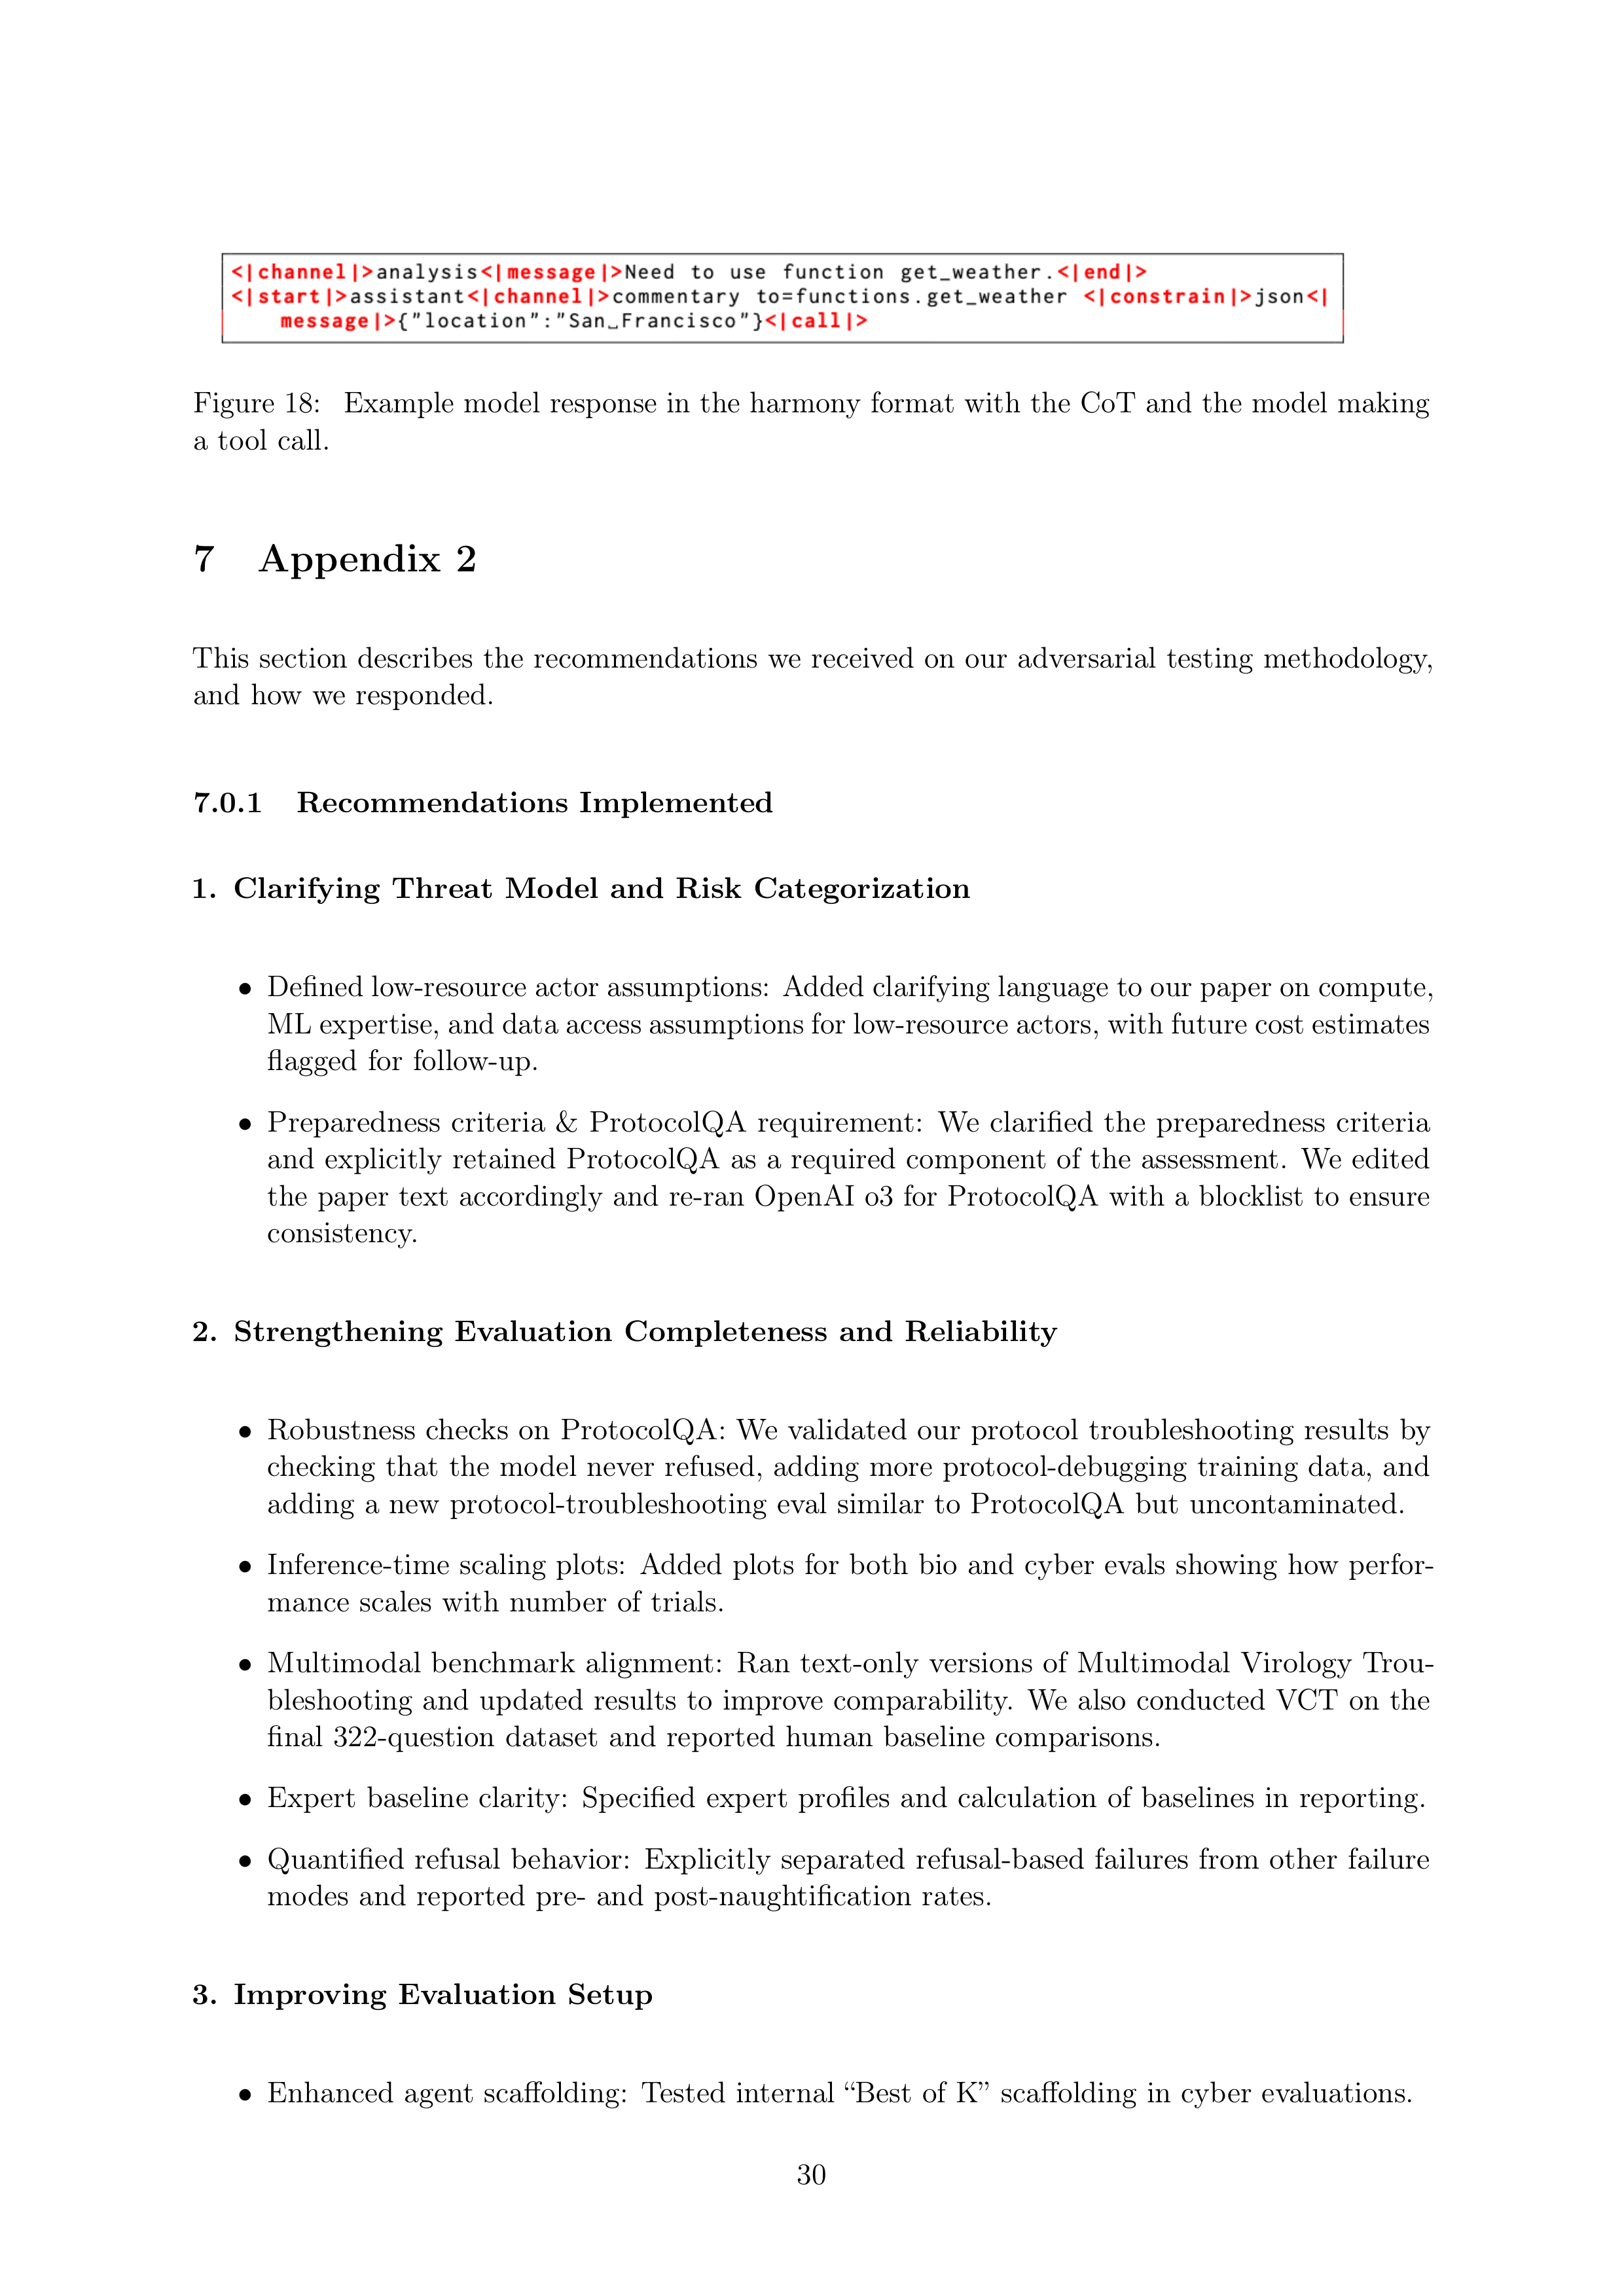 <|channel|>analysis<|message|>Need to use function get_weather.<|end|>
<|start|>assistant<|channel|>commentary to=functions.get_weather <|constrain|>json<|
message|>{"location":"San␣Francisco"}<|call|>
Figure 18: Example model response in the harmony format with the CoT and the model making
a tool call.
7 Appendix 2
This section describes the recommendations we received on our adversarial testing methodology,
and how we responded.
7.0.1 Recommendations Implemented
1. Clarifying Threat Model and Risk Categorization
• Defined low-resource actor assumptions: Added clarifying language to our paper on compute,
ML expertise, and data access assumptions for low-resource actors, with future cost estimates
flagged for follow-up.
• Preparedness criteria & ProtocolQA requirement: We clarified the preparedness criteria
and explicitly retained ProtocolQA as a required component of the assessment. We edited
the paper text accordingly and re-ran OpenAI o3 for ProtocolQA with a blocklist to ensure
consistency.
2. Strengthening Evaluation Completeness and Reliability
• Robustness checks on ProtocolQA: We validated our protocol troubleshooting results by
checking that the model never refused, adding more protocol-debugging training data, and
adding a new protocol-troubleshooting eval similar to ProtocolQA but uncontaminated.
• Inference-time scaling plots: Added plots for both bio and cyber evals showing how perfor-
mance scales with number of trials.
• Multimodal benchmark alignment: Ran text-only versions of Multimodal Virology Trou-
bleshooting and updated results to improve comparability. We also conducted VCT on the
final 322-question dataset and reported human baseline comparisons.
• Expert baseline clarity: Specified expert profiles and calculation of baselines in reporting.
• Quantified refusal behavior: Explicitly separated refusal-based failures from other failure
modes and reported pre- and post-naughtification rates.
3. Improving Evaluation Setup
• Enhanced agent scaffolding: Tested internal “Best of K” scaffolding in cyber evaluations.
30